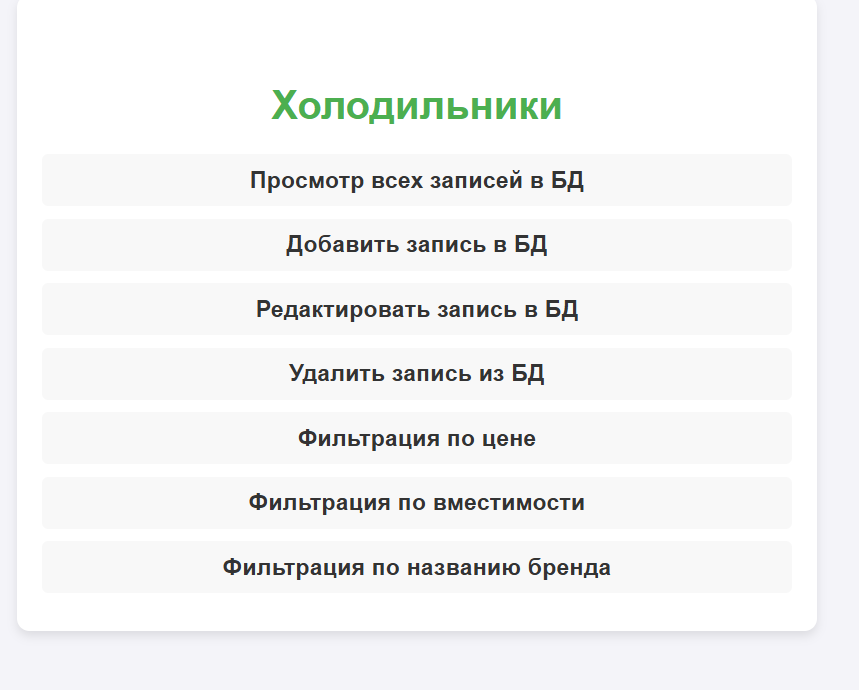 Холодильники
Просмотр всех записей в БД
Добавить запись в БД
Редактировать запись в БД
Удалить запись из БД
Фильтрация по цене
Фильтрация по вместимости
Фильтрация по названию бренда